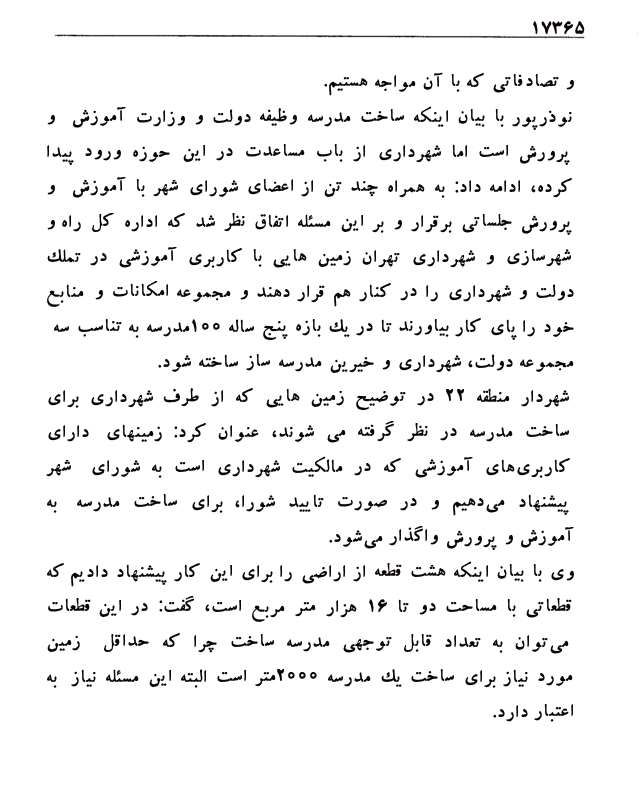 ۱۷۳۶۵
و تصادفاتی که با آن مواجه هستیم.
نوذرپور با بیان اینکه ساخت مدرسه وظیفه دولت و وزارت آموزش و
پرورش است اما شهرداری از باب مساعدت در این حوزه ورود پیدا
کرده، ادامه داد: به همراه چند تن از اعضای شورای شهر با آموزش و
پرورش جلساتی برقرار و بر این مسئله اتفاق نظر شد که اداره کل راه و
شهرسازی و شهرداری تهران زمین هایی با کاربری آموزشی در تملك
دولت و شهرداری را در کنار هم قرار دهند و مجموعه امکانات و منابع
خود را پای کار بیاورند تا در يك بازه پنج ساله ۱۰۰مدرسه به تناسب سه
مجموعه دولت، شهرداری و خیرین مدرسه ساز ساخته شود.
شهردار منطقه ۲۲ در توضیح زمین هایی که از طرف شهرداری برای
ساخت مدرسه در نظر گرفته می شوند، عنوان کرد: زمینهای دارای
کاربری‌های آموزشی که در مالکیت شهرداری است به شورای شهر
پیشنهاد می‌دهیم و در صورت تایید شورا، برای ساخت مدرسه به
آموزش و پرورش واگذار می‌شود.
وی با بیان اینکه هشت قطعه از اراضی را برای این کار پیشنهاد دادیم که
قطعاتی با مساحت دو تا ۱۶ هزار متر مربع است، گفت: در این قطعات
می‌توان به تعداد قابل توجهی مدرسه ساخت چرا که حداقل زمین
مورد نیاز برای ساخت يك مدرسه ۲۰۰۰متر است البته این مسئله نیاز به
اعتبار دارد.